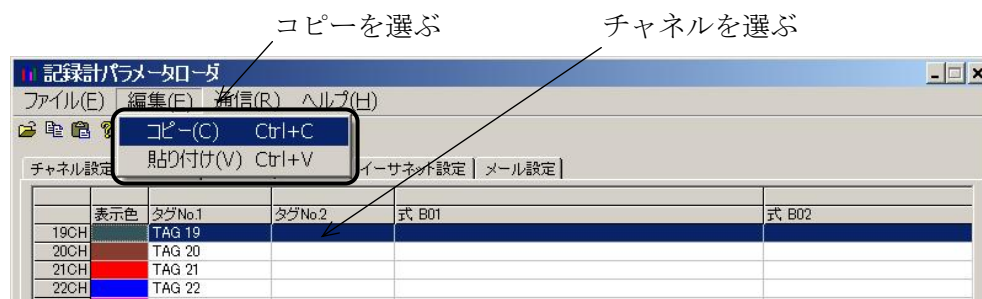 コピーを選ぶ チャネルを選ぶ
記録計パラメータローダ
ファイル(F) 編集(E) 通信(R) ヘルプ(H)
コピー(C) Ctrl+C
貼り付け(V) Ctrl+V
チャネル設定 イーサネット設定 メール設定
表示色 タグNo.1 タグNo.2 式 B01 式 B02
19CH TAG 19
20CH TAG 20
21CH TAG 21
22CH TAG 22